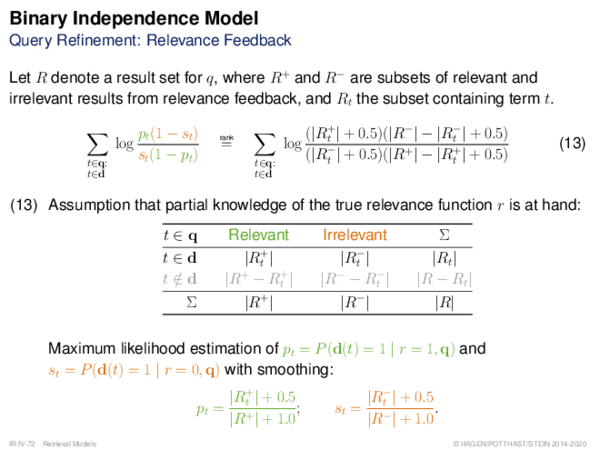 Binary Independence Model
Query Refinement: Relevance Feedback
Let R denote a result set for q, where R⁺ and R⁻ are subsets of relevant and
irrelevant results from relevance feedback, and Rₜ the subset containing term t.
∑_{t∈q: t∈d} log pₜ(1 − sₜ) / sₜ(1 − pₜ) =^{rank} ∑_{t∈q: t∈d} log (|Rₜ⁺| + 0.5)(|R⁻| − |Rₜ⁻| + 0.5) / (|Rₜ⁻| + 0.5)(|R⁺| − |Rₜ⁺| + 0.5) (13)
(13) Assumption that partial knowledge of the true relevance function r is at hand:
t ∈ q Relevant Irrelevant Σ
t ∈ d |Rₜ⁺| |Rₜ⁻| |Rₜ|
t ∉ d |R⁺ − Rₜ⁺| |R⁻ − Rₜ⁻| |R − Rₜ|
Σ |R⁺| |R⁻| |R|
Maximum likelihood estimation of pₜ = P(d(t) = 1 | r = 1, q) and
sₜ = P(d(t) = 1 | r = 0, q) with smoothing:
pₜ = |Rₜ⁺| + 0.5 / |R⁺| + 1.0; sₜ = |Rₜ⁻| + 0.5 / |R⁻| + 1.0.
IR:IV-72 Retrieval Models © HAGEN/POTTHAST/STEIN 2014-2020